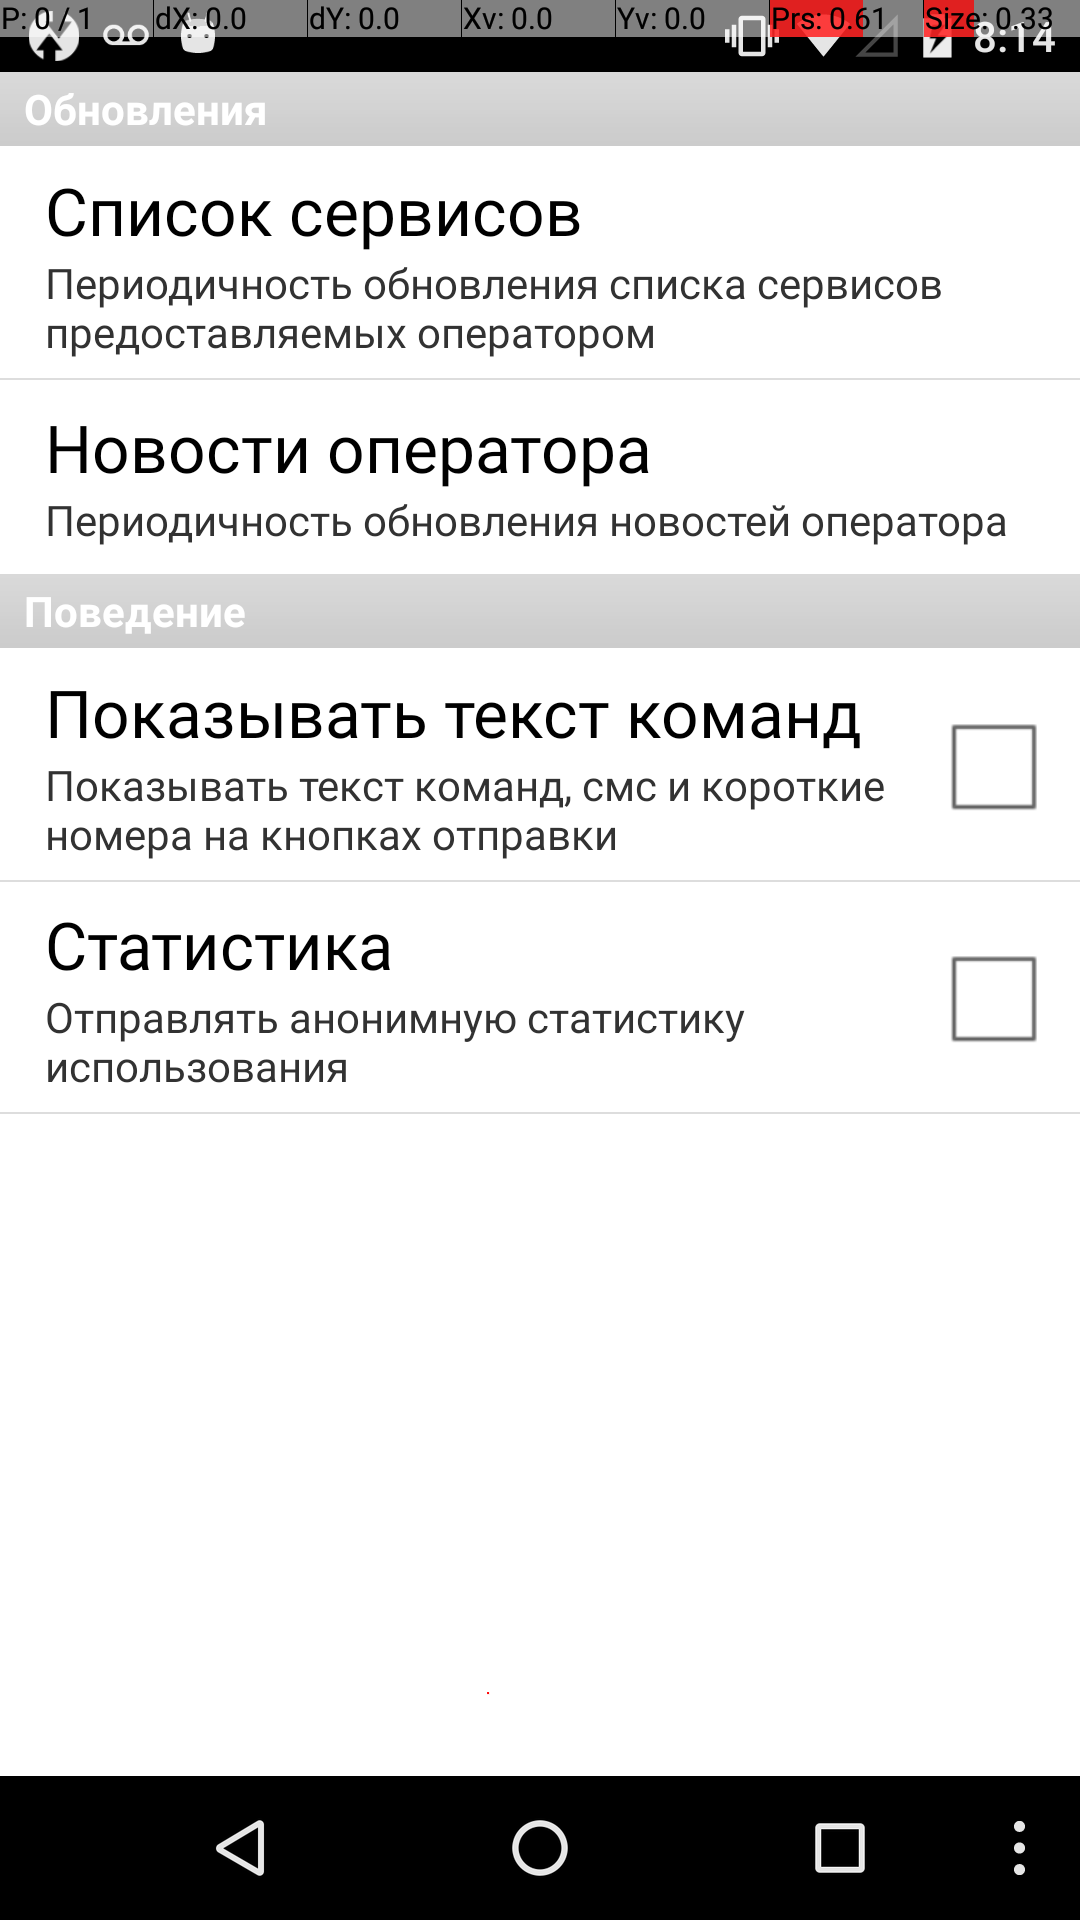 P: 0 / 1 dX: 0.0 dY: 0.0 Xv: 0.0 Yv: 0.0 Prs: 0.61 Size: 0.33
8:14
Обновления
Список сервисов
Периодичность обновления списка сервисов
предоставляемых оператором
Новости оператора
Периодичность обновления новостей оператора
Поведение
Показывать текст команд
Показывать текст команд, смс и короткие
номера на кнопках отправки
Статистика
Отправлять анонимную статистику
использования